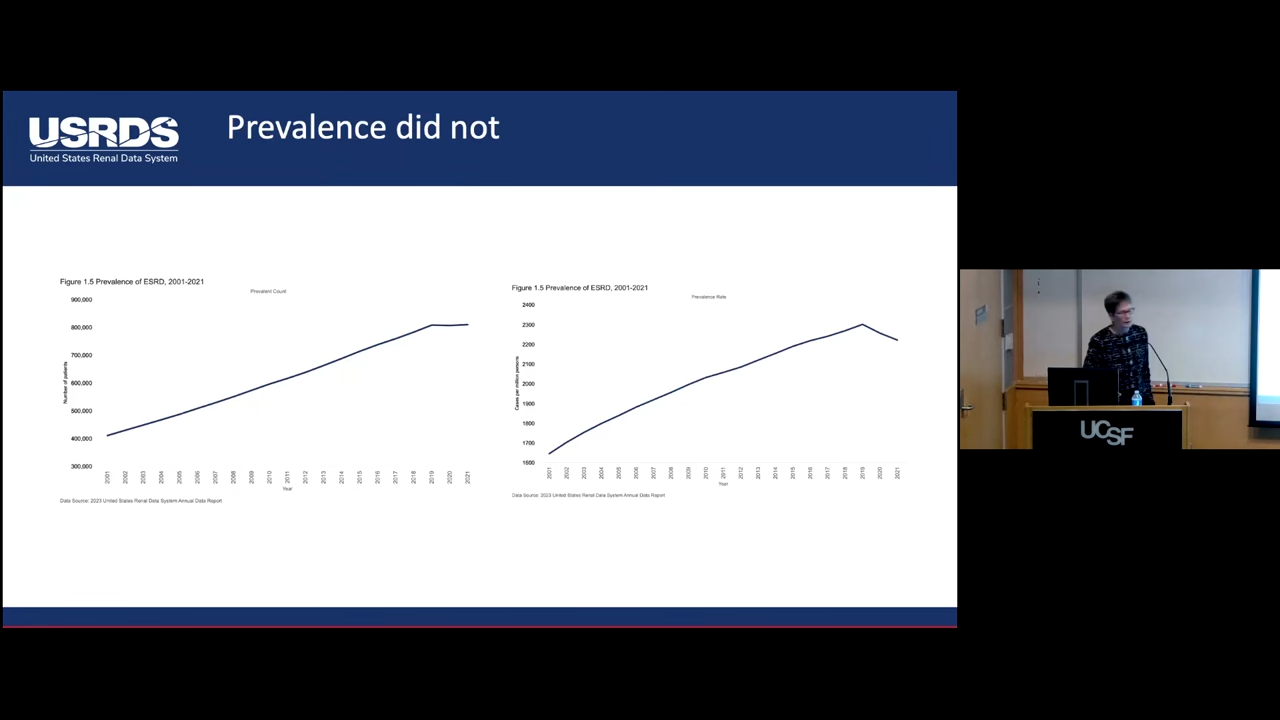 USRDS
United States Renal Data System
Prevalence did not
Figure 1.5 Prevalence of ESRD, 2001-2021
Prevalent Count
900,000
800,000
700,000
600,000
500,000
400,000
300,000
Number of patients
2001 2002 2003 2004 2005 2006 2007 2008 2009 2010 2011 2012 2013 2014 2015 2016 2017 2018 2019 2020 2021
Year
Data Source: 2023 United States Renal Data System Annual Data Report
Figure 1.5 Prevalence of ESRD, 2001-2021
Prevalence Rate
2400
2300
2200
2100
2000
1900
1800
1700
1600
Cases per million persons
2001 2002 2003 2004 2005 2006 2007 2008 2009 2010 2011 2012 2013 2014 2015 2016 2017 2018 2019 2020 2021
Year
Data Source: 2023 United States Renal Data System Annual Data Report
UCSF